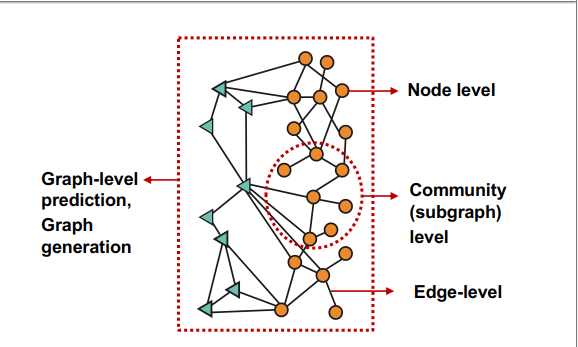 Node level
Graph-level
prediction,
Graph
generation
Community
(subgraph)
level
Edge-level